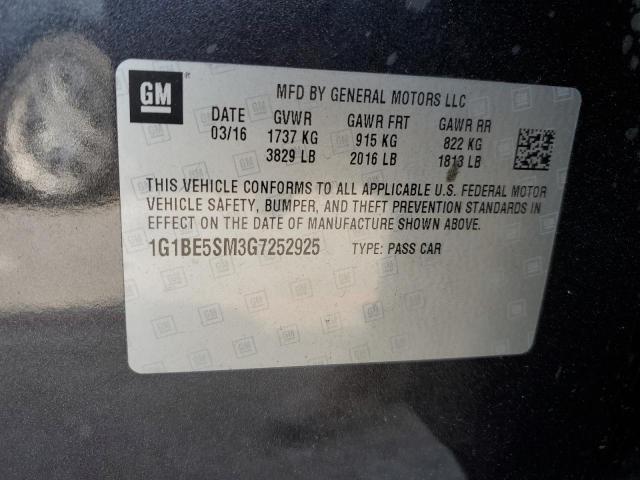 GM
MFD BY GENERAL MOTORS LLC
DATE GVWR GAWR FRT GAWR RR
03/16 1737 KG 915 KG 822 KG
3829 LB 2016 LB 1813 LB
THIS VEHICLE CONFORMS TO ALL APPLICABLE U.S. FEDERAL MOTOR
VEHICLE SAFETY, BUMPER, AND THEFT PREVENTION STANDARDS IN
EFFECT ON THE DATE OF MANUFACTURE SHOWN ABOVE.
1G1BE5SM3G7252925 TYPE: PASS CAR